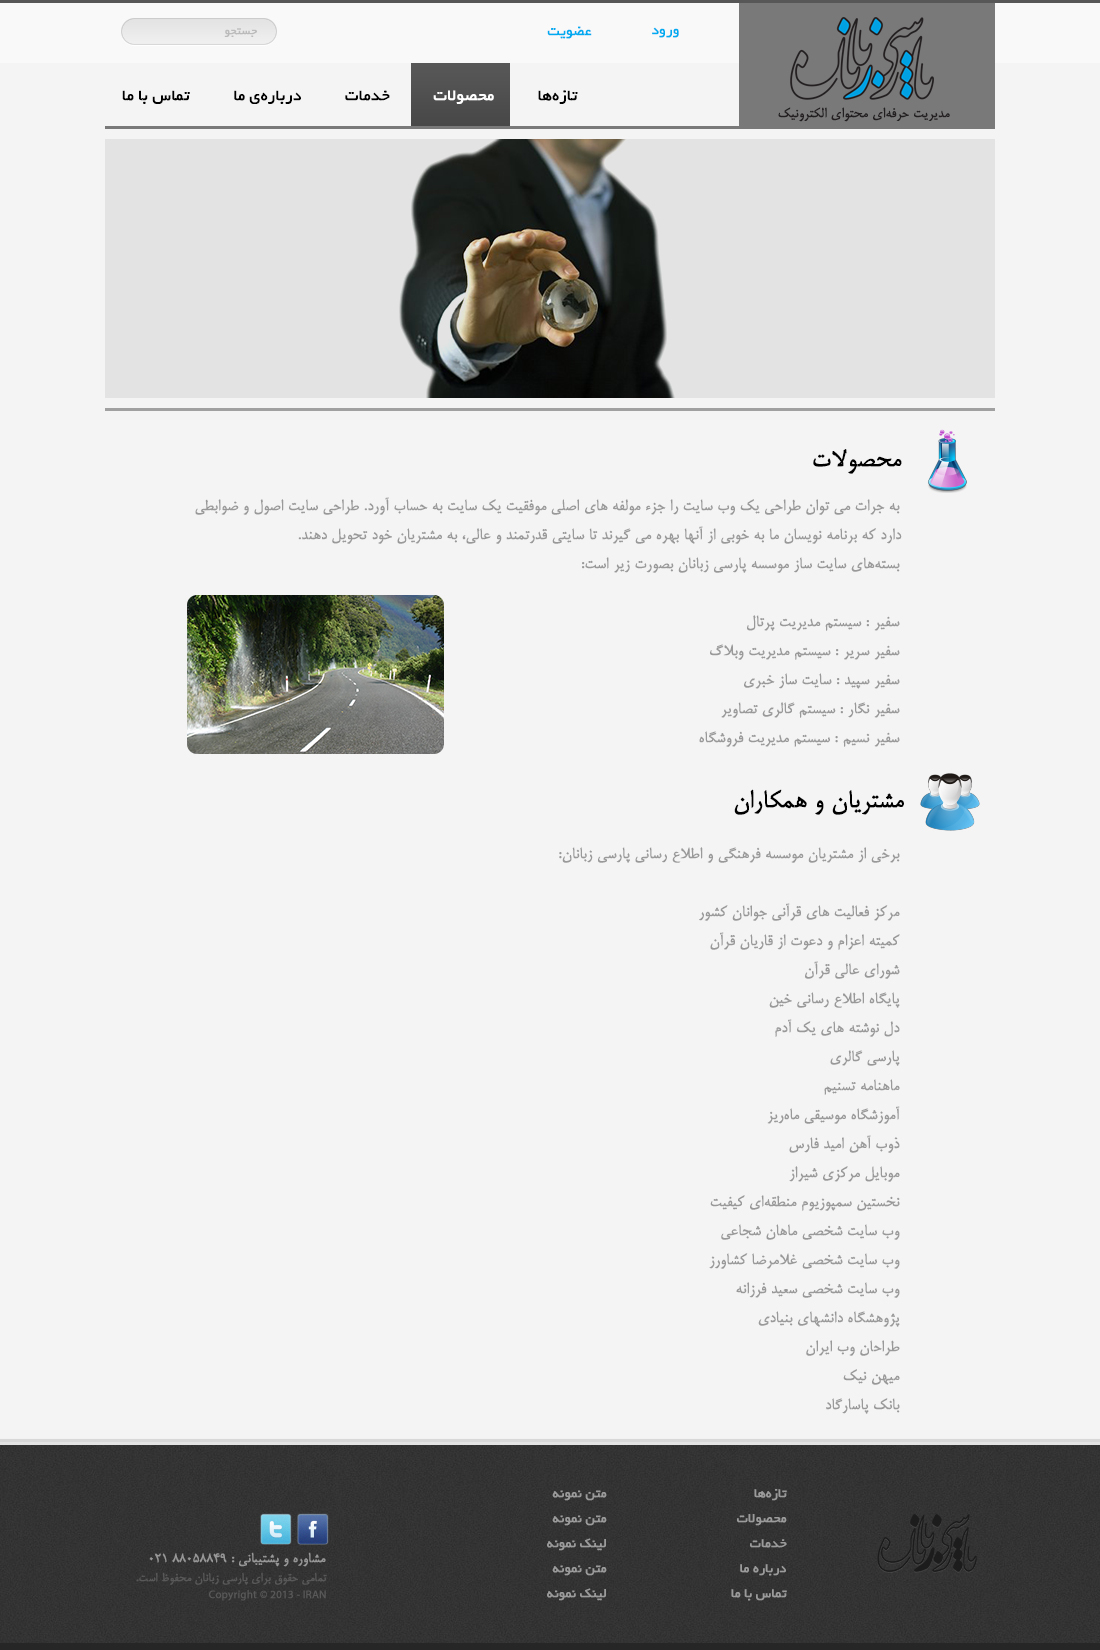 پارسی زبانان
مدیریت حرفه‌ای محتوای الکترونیک
ورود
عضویت
جستجو
تازه‌ها
محصولات
خدمات
درباره‌ی ما
تماس با ما
محصولات
به جرات می توان طراحی یک وب سایت را جزء مولفه های اصلی موفقیت یک سایت به حساب آورد. طراحی سایت اصول و ضوابطی
دارد که برنامه نویسان ما به خوبی از آنها بهره می گیرند تا سایتی قدرتمند و عالی، به مشتریان خود تحویل دهند.
بسته‌های سایت ساز موسسه پارسی زبانان بصورت زیر است:
سفیر : سیستم مدیریت پرتال
سفیر سریر : سیستم مدیریت وبلاگ
سفیر سپید : سایت ساز خبری
سفیر نگار : سیستم گالری تصاویر
سفیر نسیم : سیستم مدیریت فروشگاه
مشتریان و همکاران
برخی از مشتریان موسسه فرهنگی و اطلاع رسانی پارسی زبانان:
مرکز فعالیت های قرآنی جوانان کشور
کمیته اعزام و دعوت از قاریان قرآن
شورای عالی قرآن
پایگاه اطلاع رسانی خین
دل نوشته های یک آدم
پارسی گالری
ماهنامه تسنیم
آموزشگاه موسیقی ماه‌ریز
ذوب آهن امید فارس
موبایل مرکزی شیراز
نخستین سمپوزیوم منطقه‌ای کیفیت
وب سایت شخصی ماهان شجاعی
وب سایت شخصی غلامرضا کشاورز
وب سایت شخصی سعید فرزانه
پژوهشگاه دانشهای بنیادی
طراحان وب ایران
میهن نیک
بانک پاسارگاد
پارسی زبانان
تازه‌ها
محصولات
خدمات
درباره ما
تماس با ما
متن نمونه
متن نمونه
لینک نمونه
متن نمونه
لینک نمونه
مشاوره و پشتیبانی : ۸۸۰۵۸۸۴۹ ۰۲۱
تمامی حقوق برای پارسی زبانان محفوظ است.
Copyright © 2013 - IRAN